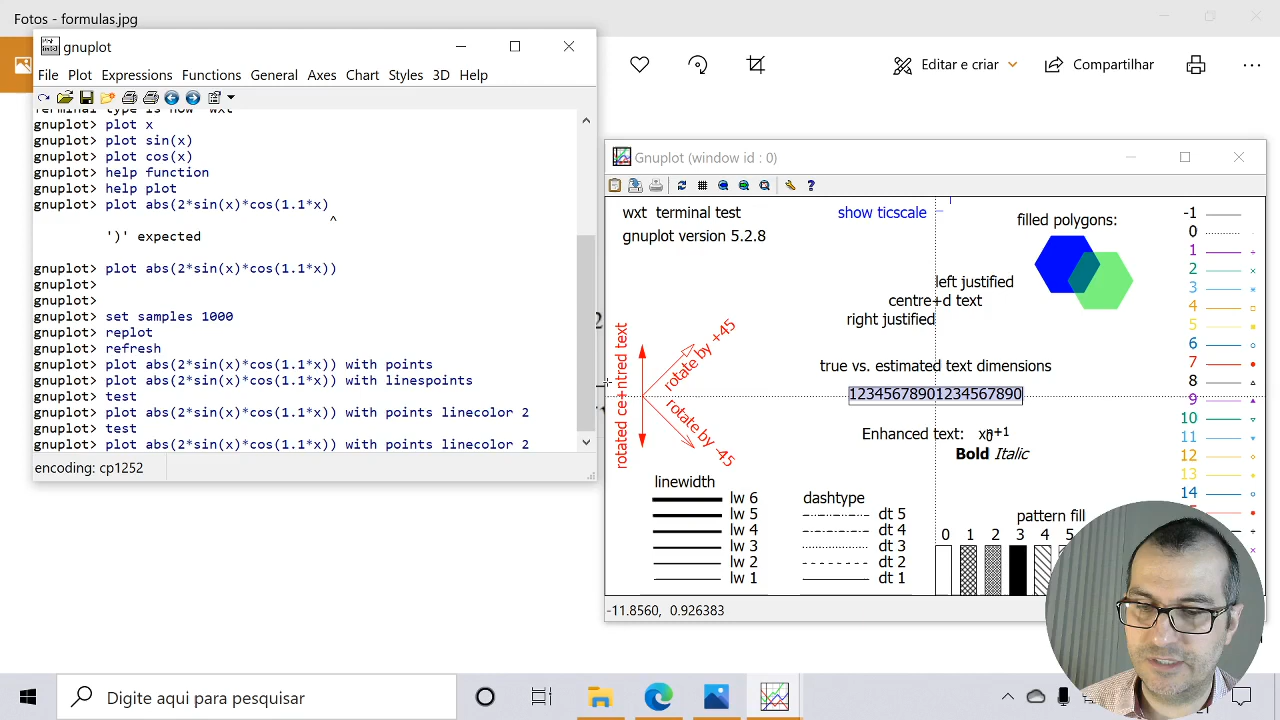 Fotos - formulas.jpg
Editar e criar
Compartilhar
gnuplot
File Plot Expressions Functions General Axes Chart Styles 3D Help
gnuplot> plot x
gnuplot> plot sin(x)
gnuplot> plot cos(x)
gnuplot> help function
gnuplot> help plot
gnuplot> plot abs(2*sin(x)*cos(1.1*x)
^
')' expected
gnuplot> plot abs(2*sin(x)*cos(1.1*x))
gnuplot>
gnuplot>
gnuplot> set samples 1000
gnuplot> replot
gnuplot> refresh
gnuplot> plot abs(2*sin(x)*cos(1.1*x)) with points
gnuplot> plot abs(2*sin(x)*cos(1.1*x)) with linespoints
gnuplot> test
gnuplot> plot abs(2*sin(x)*cos(1.1*x)) with points linecolor 2
gnuplot> test
gnuplot> plot abs(2*sin(x)*cos(1.1*x)) with points linecolor 2
encoding: cp1252
Gnuplot (window id : 0)
wxt terminal test
gnuplot version 5.2.8
show ticscale
filled polygons:
left justified
centre+d text
right justified
rotated ce+ntred text
rotate by +45
rotate by -45
true vs. estimated text dimensions
12345678901234567890
Enhanced text:
Bold Italic
linewidth
lw 6
lw 5
lw 4
lw 3
lw 2
lw 1
dashtype
dt 5
dt 4
dt 3
dt 2
dt 1
pattern fill
0 1 2 3 4 5
-1
0
1
2
3
4
5
6
7
8
9
10
11
12
13
14
-11.8560, 0.926383
Digite aqui para pesquisar